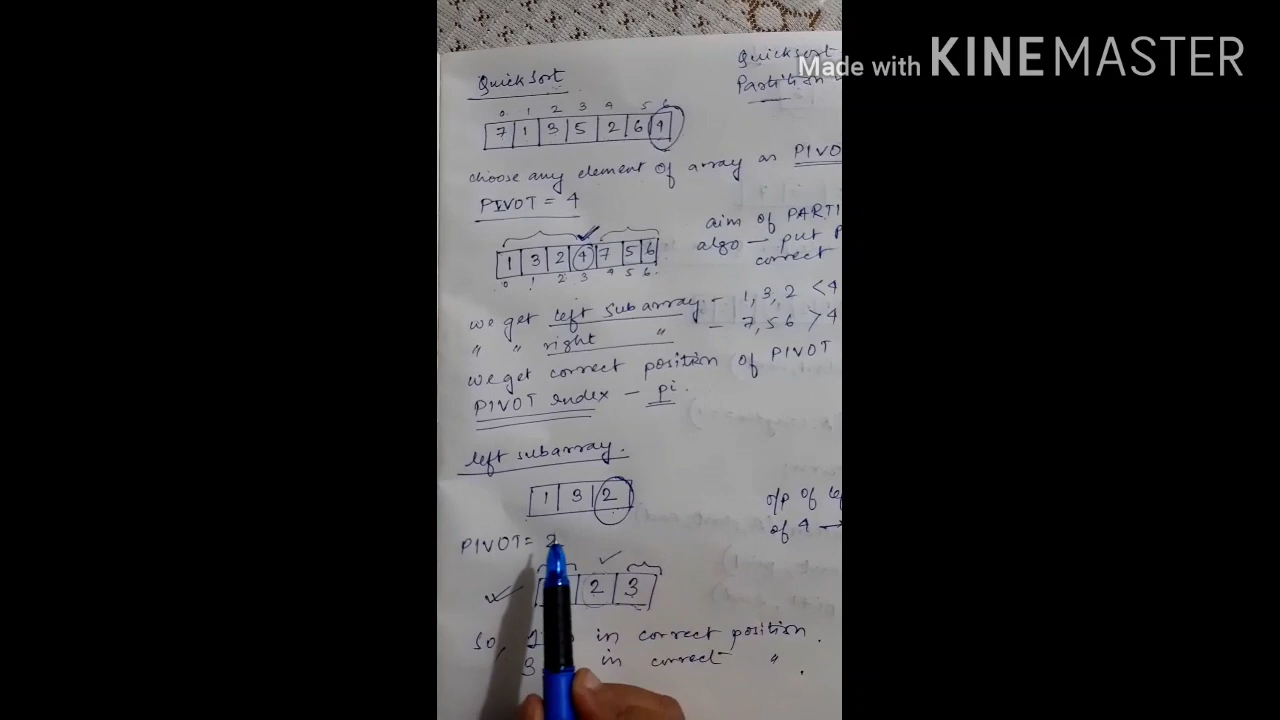 Quicksort
Quicksort
Partition
Made with KINEMASTER
0 1 2 3 4 5 6
7 1 3 5 2 6 4
choose any element of array as PIVO
PIVOT = 4
1 3 2 4 7 5 6
0 1 2 3 4 5 6
aim of PARTI
algo – put P
correct
we get left subarray – 1, 3, 2 < 4
" " right " – 7, 5 6 > 4
we get correct position of PIVOT
PIVOT index – pi.
left subarray.
1 3 2
o/p of
of 4 →
PIVOT = 2
2 3
So, in correct position.
3 in correct " .